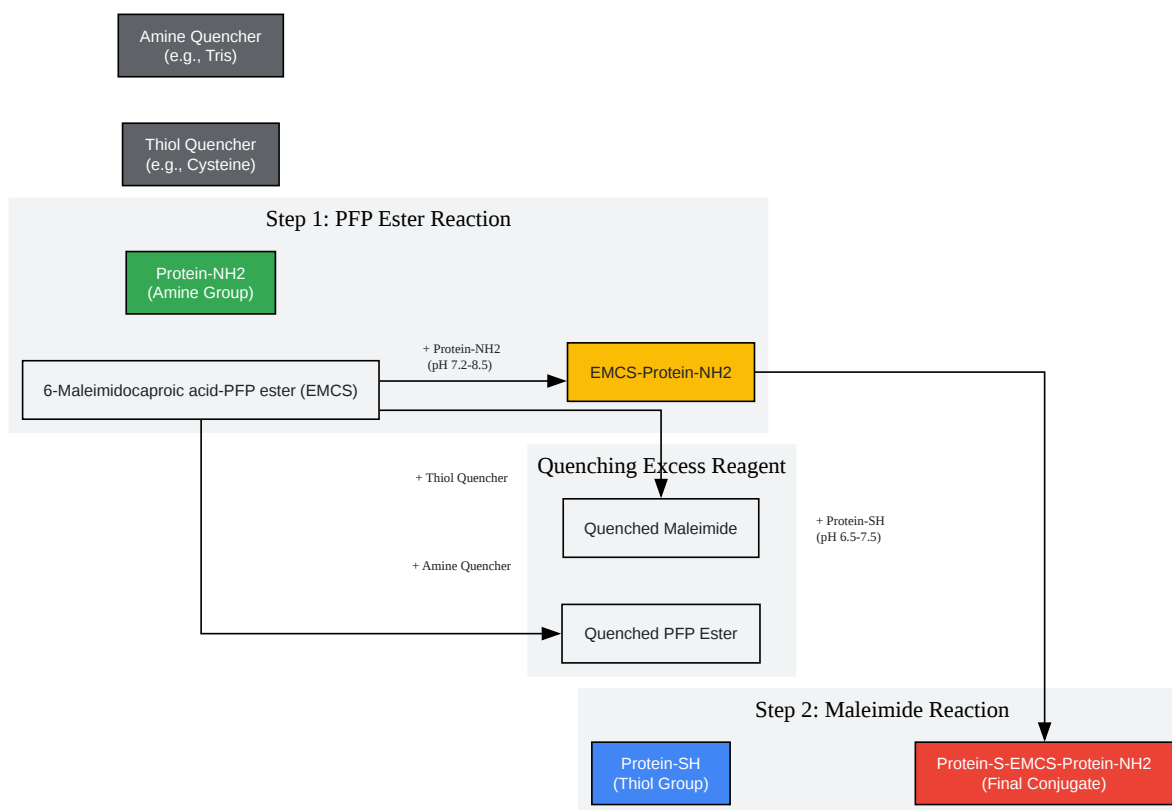 Amine Quencher
(e.g., Tris)
Thiol Quencher
(e.g., Cysteine)
Step 1: PFP Ester Reaction
Protein-NH2
(Amine Group)
+ Protein-NH2
(pH 7.2-8.5)
6-Maleimidocaproic acid-PFP ester (EMCS)
EMCS-Protein-NH2
Quenching Excess Reagent
+ Thiol Quencher
Quenched Maleimide
+ Protein-SH
(pH 6.5-7.5)
+ Amine Quencher
Quenched PFP Ester
Step 2: Maleimide Reaction
Protein-SH
(Thiol Group)
Protein-S-EMCS-Protein-NH2
(Final Conjugate)